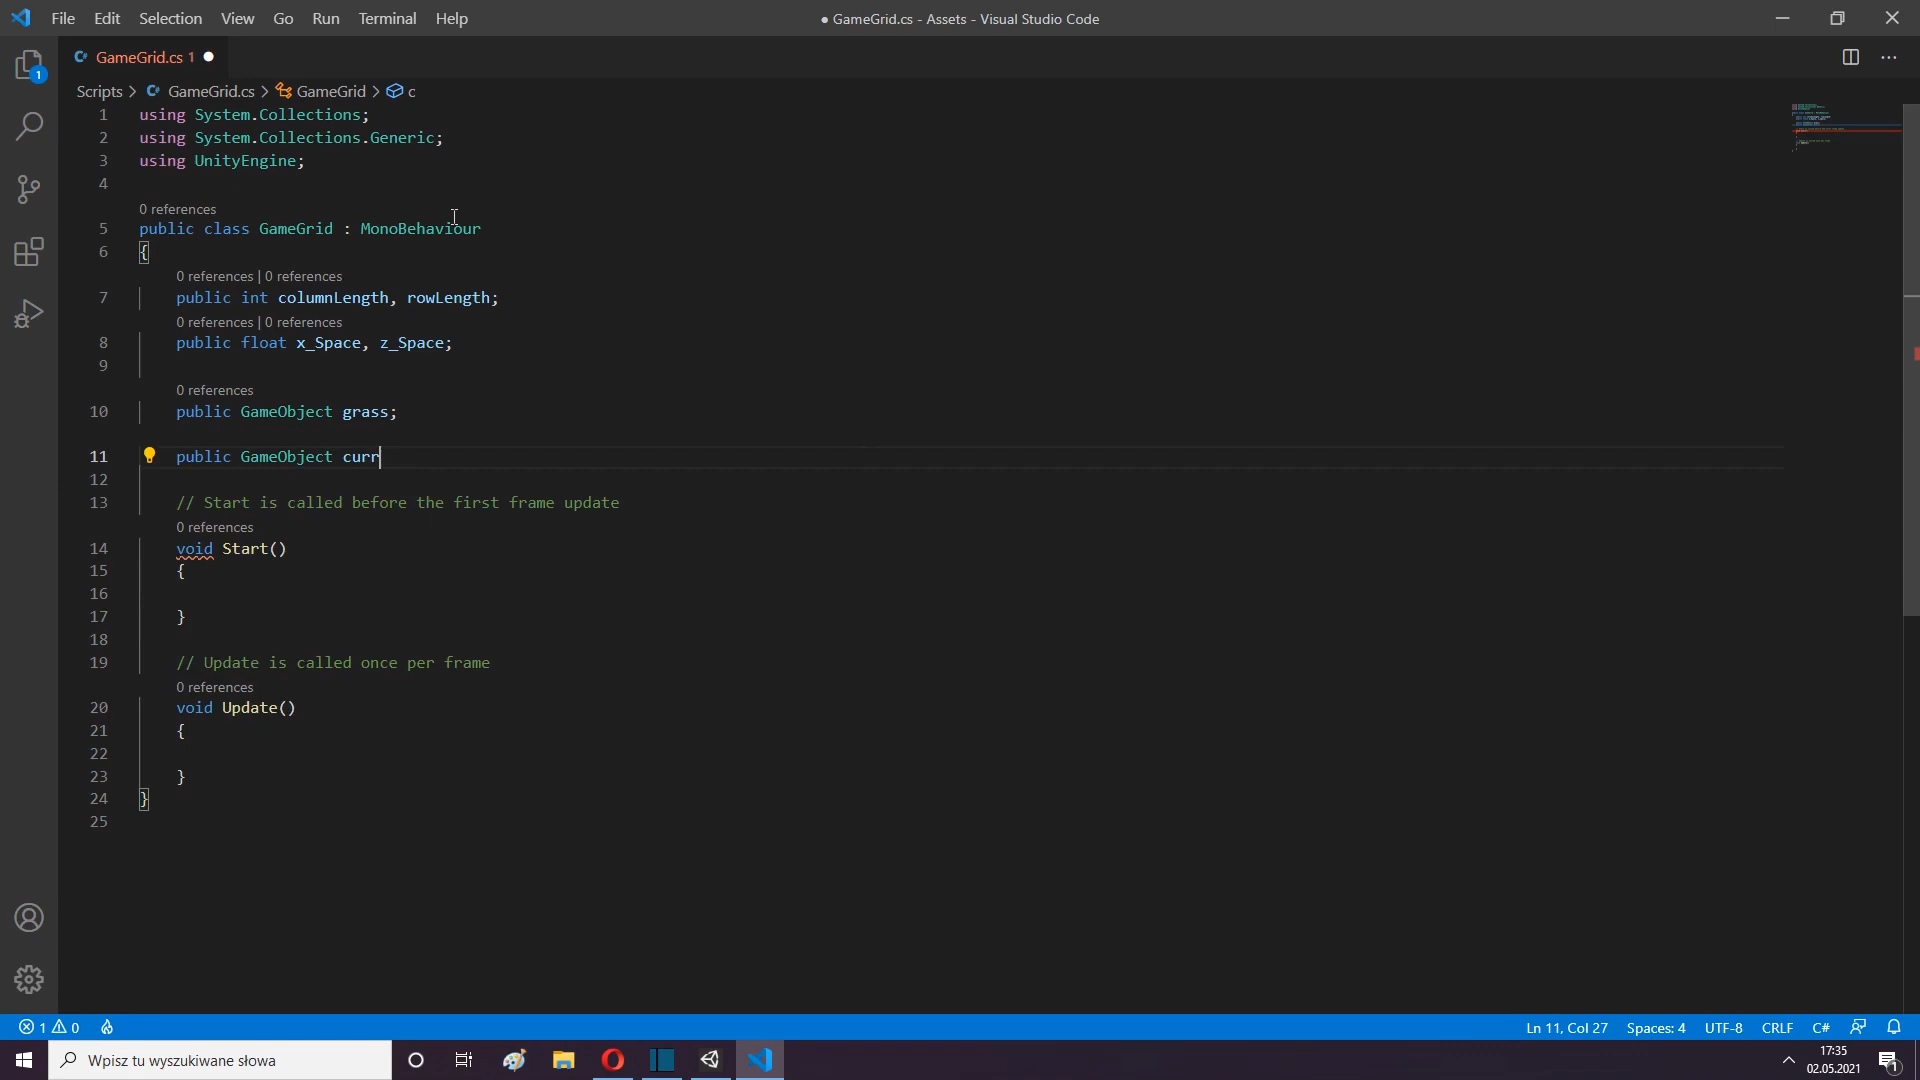 File Edit Selection View Go Run Terminal Help
● GameGrid.cs - Assets - Visual Studio Code
1
GameGrid.cs 1 ●
Scripts > GameGrid.cs > GameGrid > c
1 using System.Collections;
2 using System.Collections.Generic;
3 using UnityEngine;
4
0 references
5 public class GameGrid : MonoBehaviour
6 {
0 references | 0 references
7 public int columnLength, rowLength;
0 references | 0 references
8 public float x_Space, z_Space;
9
0 references
10 public GameObject grass;
11 public GameObject curr
12
13 // Start is called before the first frame update
0 references
14 void Start()
15 {
16
17 }
18
19 // Update is called once per frame
0 references
20 void Update()
21 {
22
23 }
24 }
25
1 0
Ln 11, Col 27 Spaces: 4 UTF-8 CRLF C#
Wpisz tu wyszukiwane słowa
17:35
02.05.2021
1